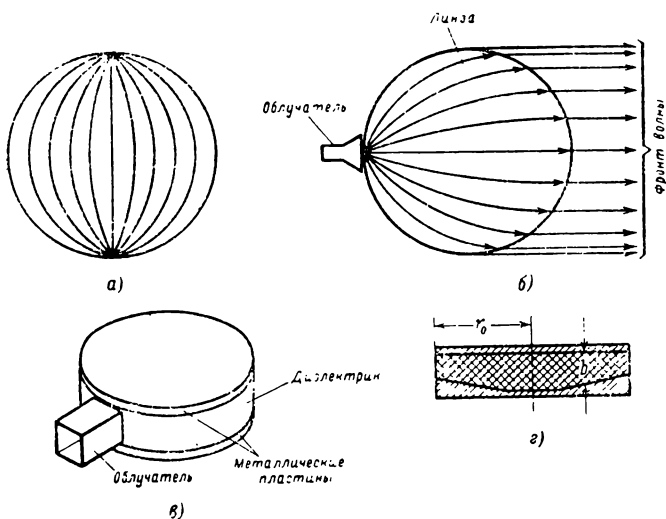 Линза
Облучатель
Фронт волны
а)
б)
r₀
b
Диэлектрик
Металлические
пластины
Облучатель
в)
г)